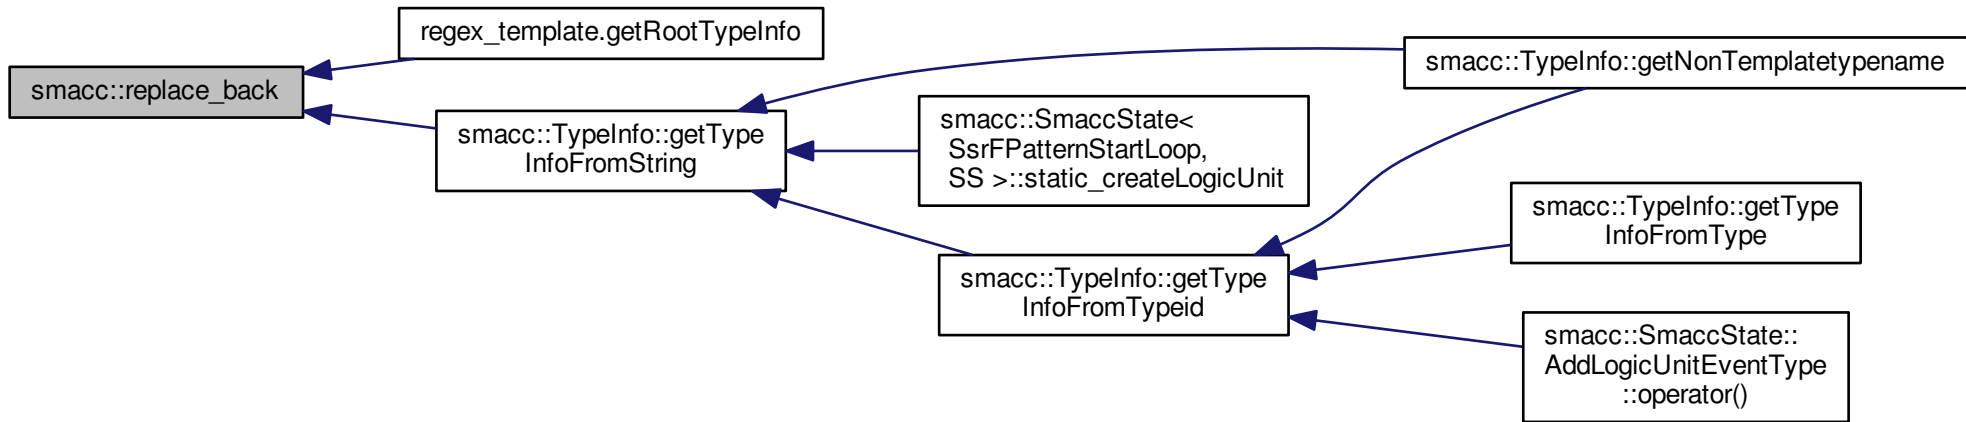 regex_template.getRootTypeInfo
smacc::replace_back
smacc::TypeInfo::getNonTemplatetypename
smacc::TypeInfo::getType
InfoFromString
smacc::SmaccState<
SsrFPatternStartLoop,
SS >::static_createLogicUnit
smacc::TypeInfo::getType
InfoFromType
smacc::TypeInfo::getType
InfoFromTypeid
smacc::SmaccState::
AddLogicUnitEventType
::operator()